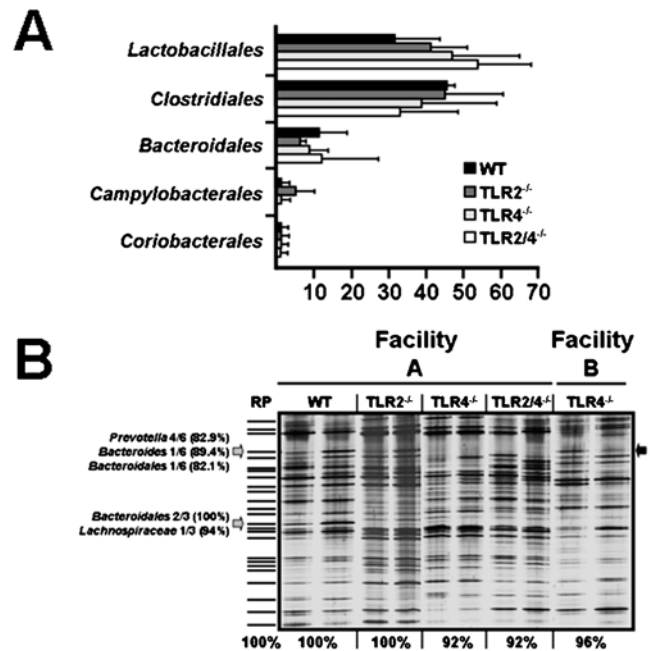 A
Lactobacillales
Clostridiales
Bacteroidales
Campylobacterales
Coriobacterales
WT
TLR2-/-
TLR4-/-
TLR2/4-/-
10 20 30 40 50 60 70
B
Facility Facility
A B
RP WT TLR2-/- TLR4-/- TLR2/4-/- TLR4-/-
Prevotella 4/6 (82.9%)
Bacteroides 1/6 (89.4%)
Bacteroidales 1/6 (82.1%)
Bacteroidales 2/3 (100%)
Lachnospiraceae 1/3 (94%)
100% 100% 100% 92% 92% 96%